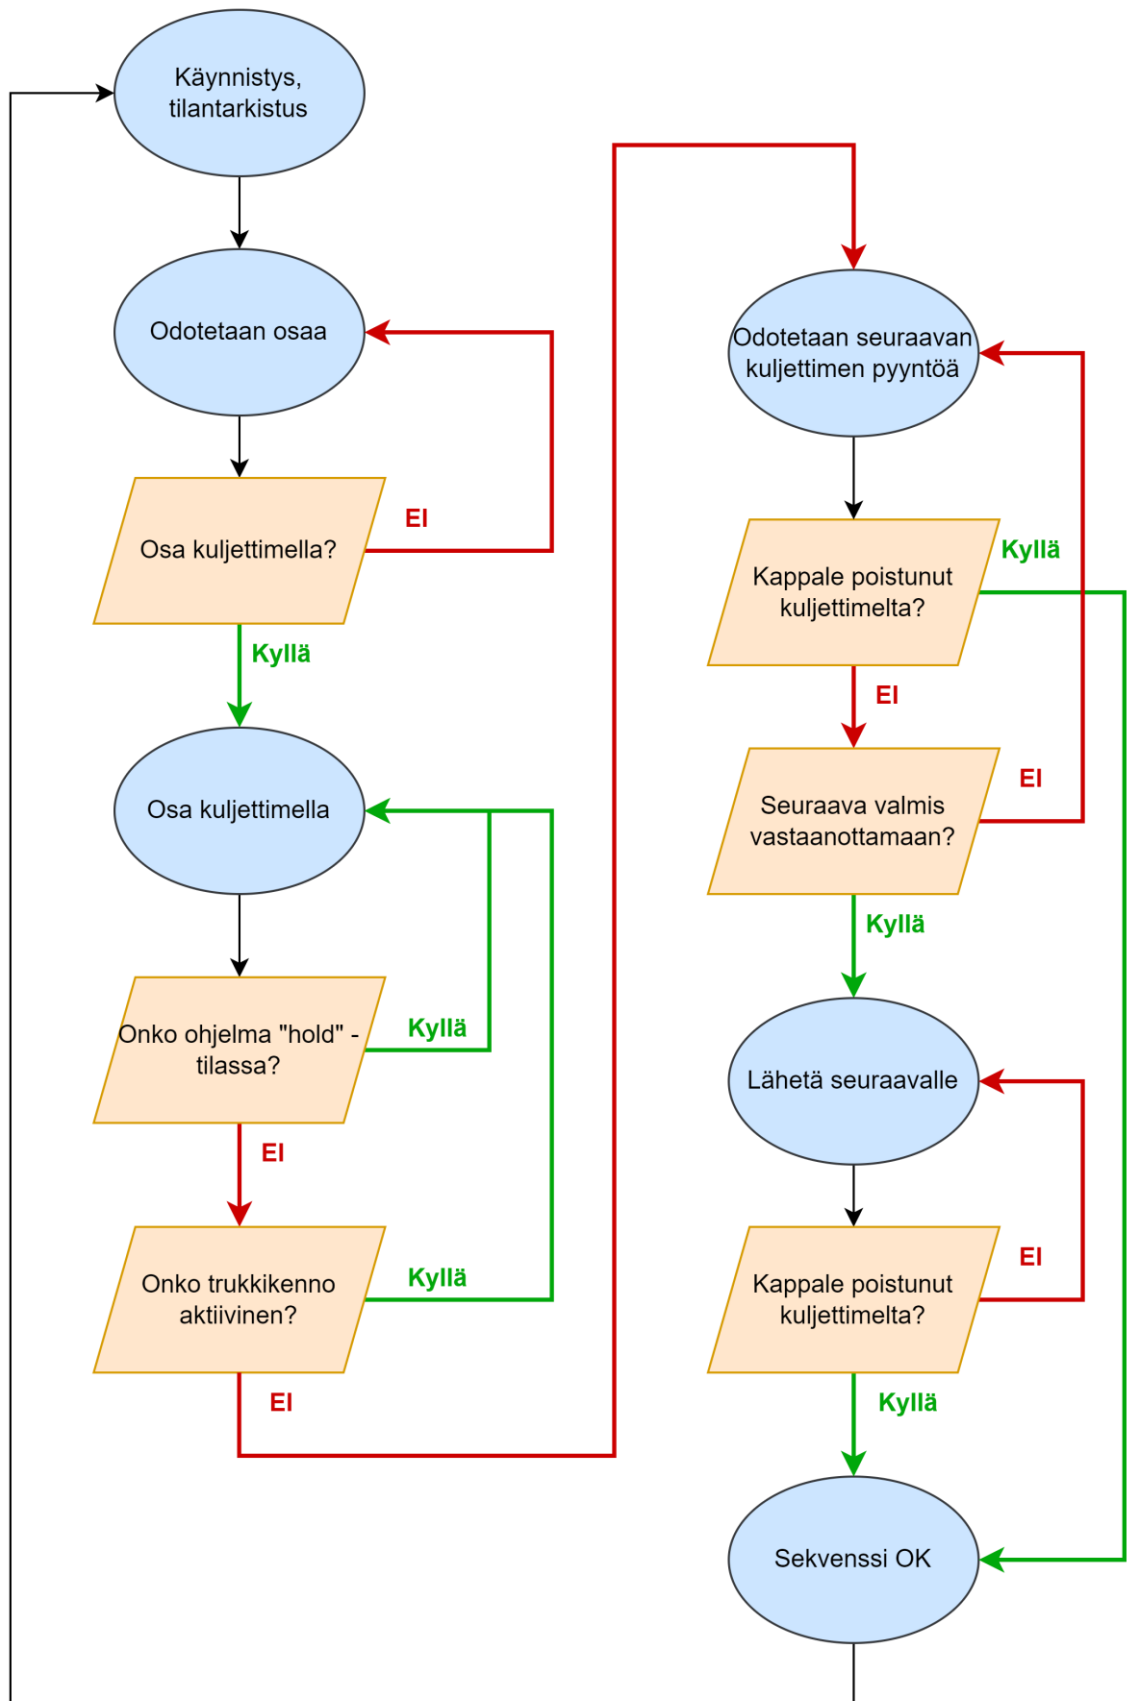 Käynnistys,
tilantarkistus
Odotetaan osaa
Osa kuljettimella?
EI
Kyllä
Osa kuljettimella
Onko ohjelma "hold" -
tilassa?
Kyllä
EI
Onko trukkikenno
aktiivinen?
Kyllä
EI
Odotetaan seuraavan
kuljettimen pyyntöä
Kappale poistunut
kuljettimelta?
Kyllä
EI
Seuraava valmis
vastaanottamaan?
EI
Kyllä
Lähetä seuraavalle
Kappale poistunut
kuljettimelta?
EI
Kyllä
Sekvenssi OK